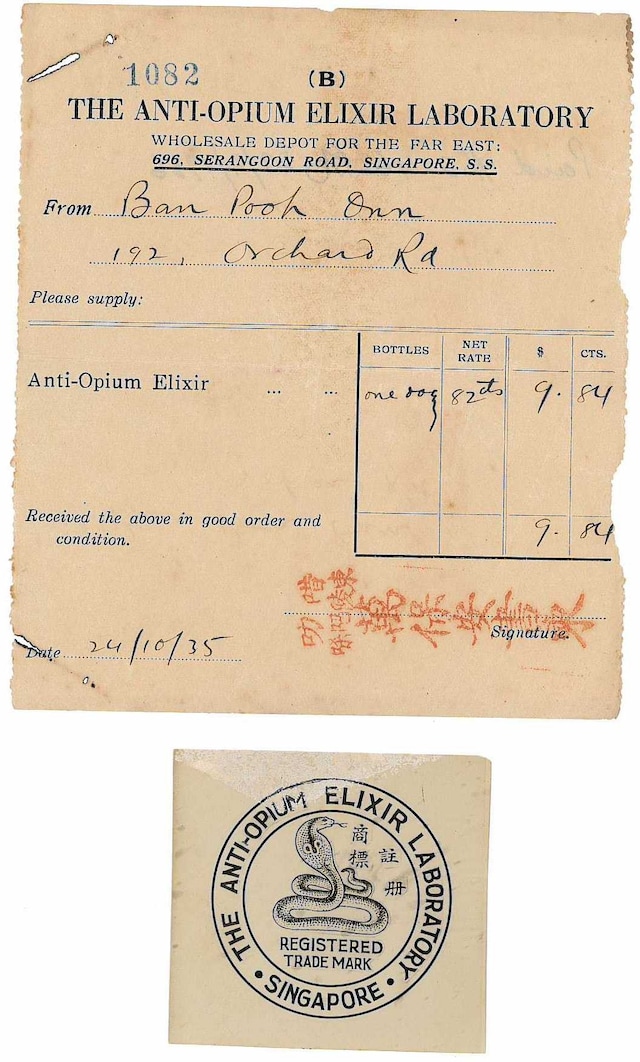 1082
(B)
THE ANTI-OPIUM ELIXIR LABORATORY
WHOLESALE DEPOT FOR THE FAR EAST:
696, SERANGOON ROAD, SINGAPORE, S. S.
From Ban Pooh Onn
192, Orchard Rd
Please supply:
BOTTLES NET RATE $ CTS.
Anti-Opium Elixir ... ... one doz 82cts 9. 84
Received the above in good order and 9. 84
condition.
Signature.
Date 24/10/35
THE ANTI-OPIUM ELIXIR LABORATORY
商標 註册
REGISTERED
TRADE MARK
• SINGAPORE •